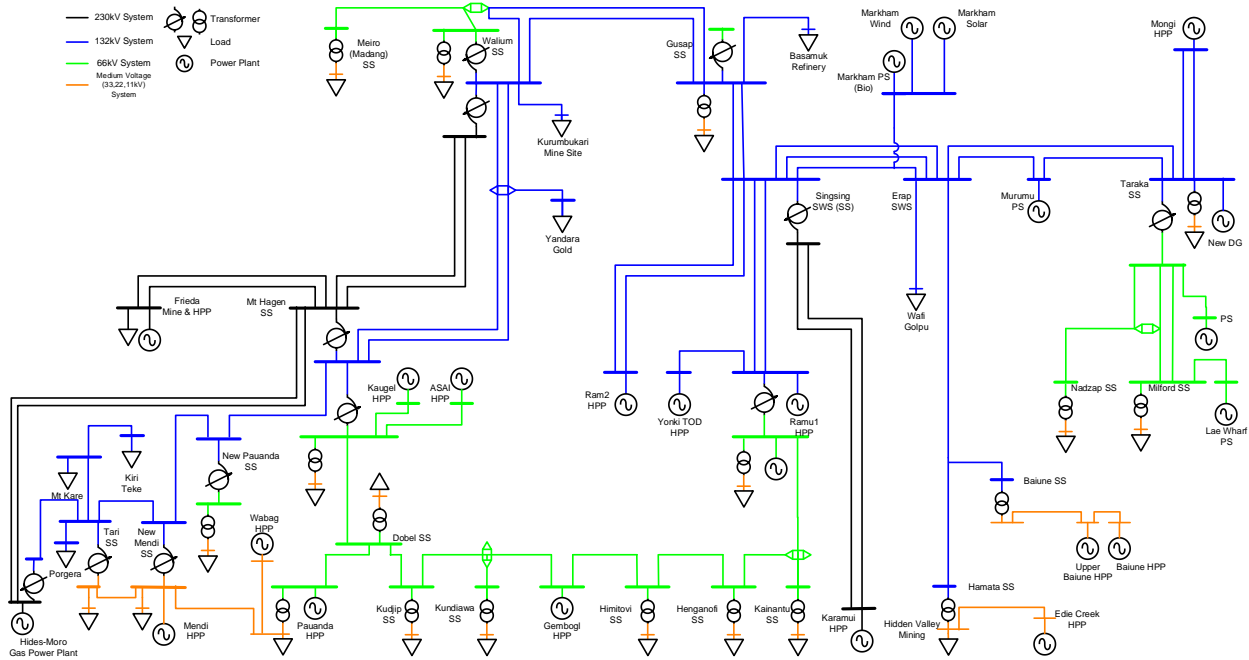 230kV System
132kV System
66kV System
Medium Voltage
(33,22,11kV)
System
Transformer
Load
Power Plant
Meiro
(Madang)
SS
Walium
SS
Gusap
SS
Basamuk
Refinery
Markham
Wind
Markham
Solar
Markham PS
(Bio)
Mongi
HPP
Kurumbukari
Mine Site
Yandara
Gold
Singsing
SWS (SS)
Erap
SWS
Murumu
PS
Taraka
SS
New DG
Frieda
Mine & HPP
Mt Hagen
SS
Wafi
Golpu
PS
Nadzap SS
Milford SS
Lae Wharf
PS
Kaugel
HPP
ASAI
HPP
Ram2
HPP
Yonki TOD
HPP
Ramu1
HPP
New Pauanda
SS
Mt Kare
Kiri
Teke
Baiune SS
Upper
Baiune HPP
Baiune HPP
Tari
SS
New
Mendi
SS
Wabag
HPP
Dobel SS
Porgera
Hides-Moro
Gas Power Plant
Mendi
HPP
Pauanda
HPP
Kudjip
SS
Kundiawa
SS
Gembogl
HPP
Himitovi
SS
Henganofi
SS
Kainantu
SS
Karamui
HPP
Hamata SS
Hidden Valley
Mining
Edie Creek
HPP